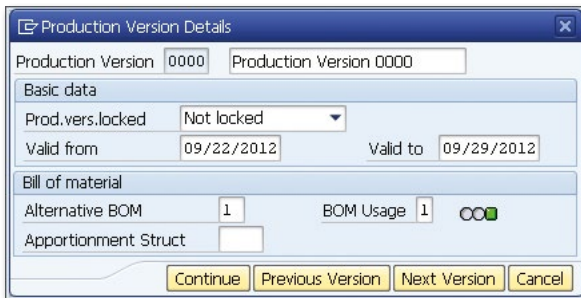 Production Version Details
Production Version 0000 Production Version 0000
Basic data
Prod.vers.locked Not locked
Valid from 09/22/2012 Valid to 09/29/2012
Bill of material
Alternative BOM 1 BOM Usage 1
Apportionment Struct
Continue Previous Version Next Version Cancel